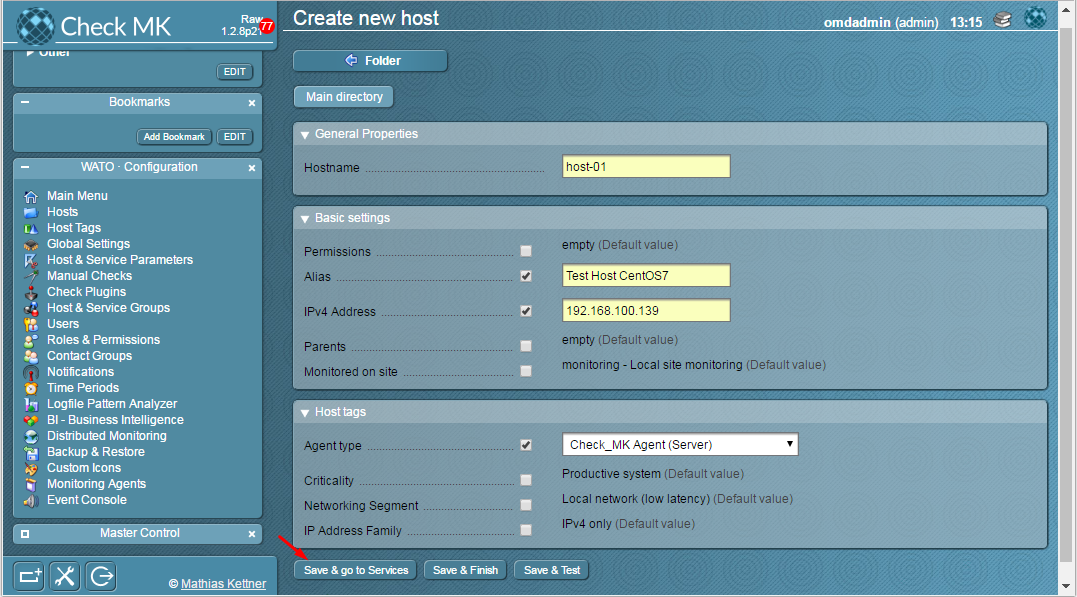 Check MK
Raw
1.2.8p21
77
Other
EDIT
Bookmarks
Add Bookmark EDIT
WATO · Configuration
Main Menu
Hosts
Host Tags
Global Settings
Host & Service Parameters
Manual Checks
Check Plugins
Host & Service Groups
Users
Roles & Permissions
Contact Groups
Notifications
Time Periods
Logfile Pattern Analyzer
BI - Business Intelligence
Distributed Monitoring
Backup & Restore
Custom Icons
Monitoring Agents
Event Console
Master Control
© Mathias Kettner
Create new host
omdadmin (admin) 13:15
Folder
Main directory
General Properties
Hostname host-01
Basic settings
Permissions empty (Default value)
Alias Test Host CentOS7
IPv4 Address 192.168.100.139
Parents empty (Default value)
Monitored on site monitoring - Local site monitoring (Default value)
Host tags
Agent type Check_MK Agent (Server)
Criticality Productive system (Default value)
Networking Segment Local network (low latency) (Default value)
IP Address Family IPv4 only (Default value)
Save & go to Services Save & Finish Save & Test